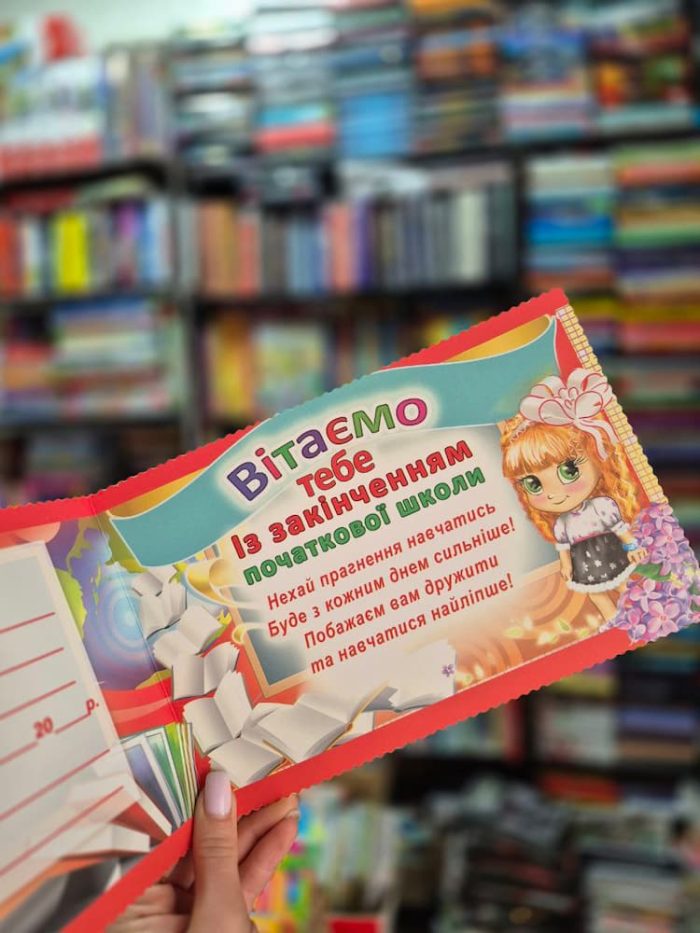 Вітаємо
тебе
Із закінченням
початкової школи
Нехай прагнення навчатись
Буде з кожним днем сильніше!
Побажаєм вам дружити
та навчатися найліпше!
20 р.